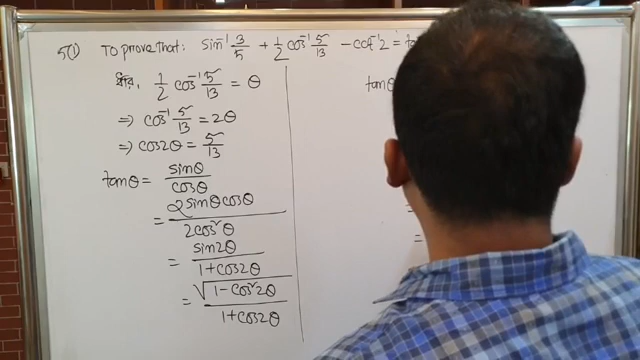 5(i) To prove that: sin⁻¹ 3/5 + 1/2 cos⁻¹ 5/13 − cot⁻¹ 2 =
ধরি, 1/2 cos⁻¹ 5/13 = θ
⇒ cos⁻¹ 5/13 = 2θ
⇒ cos2θ = 5/13
tanθ = sinθ/cosθ
= 2sinθcosθ/2cos²θ
= sin2θ/1+cos2θ
= √1−cos²2θ/1+cos2θ
tanθ
=
=